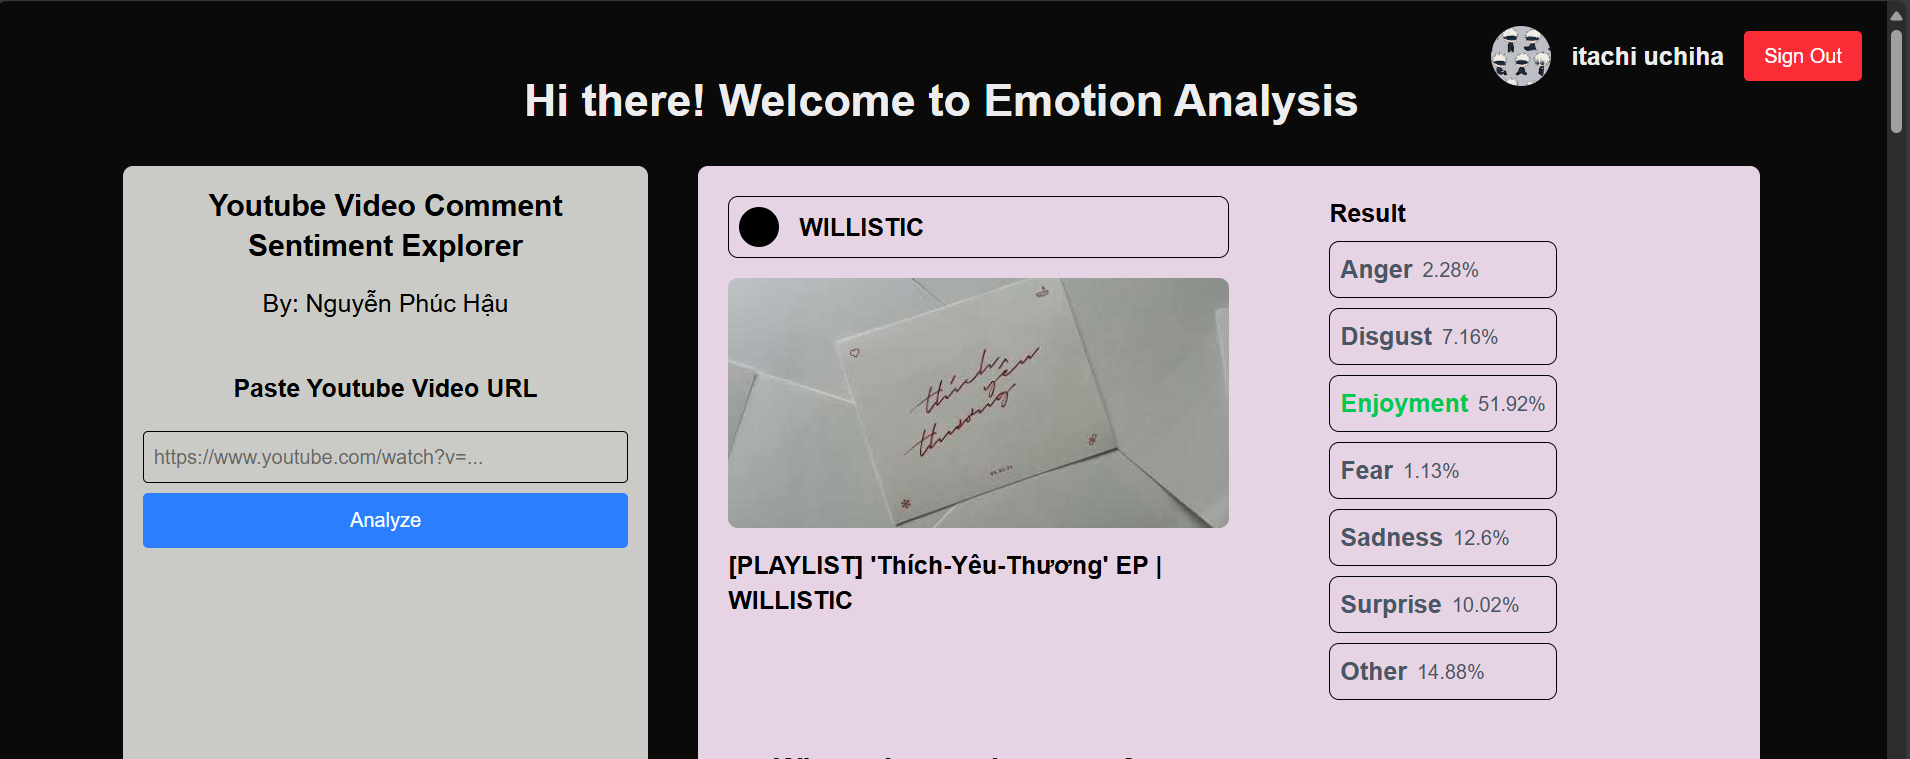 itachi uchiha
Sign Out
Hi there! Welcome to Emotion Analysis
Youtube Video Comment
Sentiment Explorer
By: Nguyễn Phúc Hậu
Paste Youtube Video URL
https://www.youtube.com/watch?v=...
Analyze
WILLISTIC
thích
yêu
thương
[PLAYLIST] 'Thích-Yêu-Thương' EP |
WILLISTIC
Result
Anger 2.28%
Disgust 7.16%
Enjoyment 51.92%
Fear 1.13%
Sadness 12.6%
Surprise 10.02%
Other 14.88%